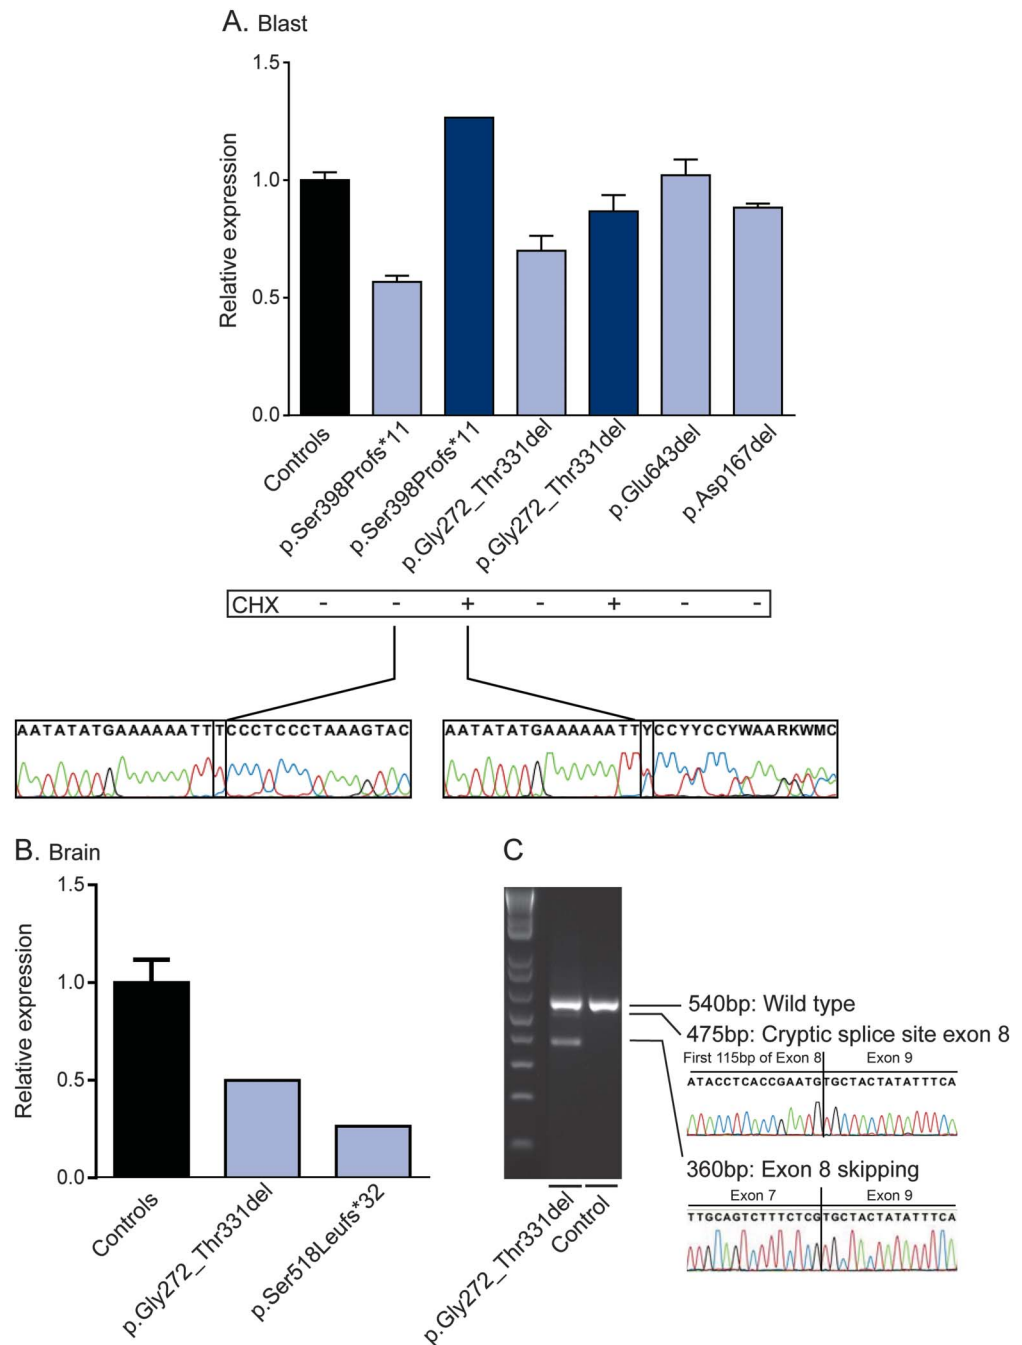 A. Blast
1.5
1.0
0.5
0.0
Relative expression
Controls
p.Ser398Profs*11
p.Ser398Profs*11
p.Gly272_Thr331del
p.Gly272_Thr331del
p.Glu643del
p.Asp167del
CHX - - + - + - -
AATATATGAAAAAATTTCCCTCCCTAAAGTAC
AATATATGAAAAAATTYCCYYCCYWAARKWMC
B. Brain
1.5
1.0
0.5
0.0
Relative expression
Controls
p.Gly272_Thr331del
p.Ser518Leufs*32
C
p.Gly272_Thr331del
Control
540bp: Wild type
475bp: Cryptic splice site exon 8
First 115bp of Exon 8 Exon 9
ATACCTCACCGAATGTGCTACTATATTTCA
360bp: Exon 8 skipping
Exon 7 Exon 9
TTGCAGTCTTTCTCGTGCTACTATATTTCA